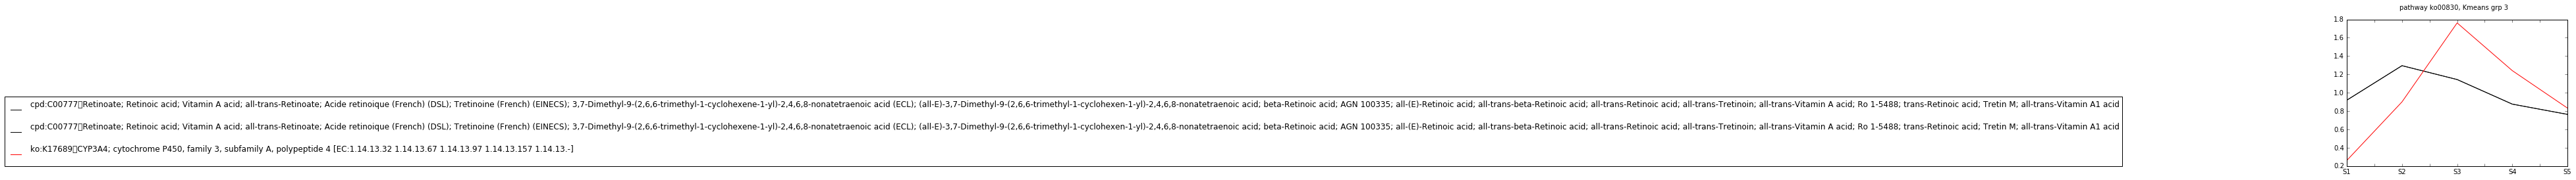 pathway ko00830, Kmeans grp 3
1.8
1.6
1.4
1.2
1.0
0.8
0.6
0.4
0.2
S1 S2 S3 S4 S5
cpd:C00777▯Retinoate; Retinoic acid; Vitamin A acid; all-trans-Retinoate; Acide retinoique (French) (DSL); Tretinoine (French) (EINECS); 3,7-Dimethyl-9-(2,6,6-trimethyl-1-cyclohexene-1-yl)-2,4,6,8-nonatetraenoic acid (ECL); (all-E)-3,7-Dimethyl-9-(2,6,6-trimethyl-1-cyclohexen-1-yl)-2,4,6,8-nonatetraenoic acid; beta-Retinoic acid; AGN 100335; all-(E)-Retinoic acid; all-trans-beta-Retinoic acid; all-trans-Retinoic acid; all-trans-Tretinoin; all-trans-Vitamin A acid; Ro 1-5488; trans-Retinoic acid; Tretin M; all-trans-Vitamin A1 acid
cpd:C00777▯Retinoate; Retinoic acid; Vitamin A acid; all-trans-Retinoate; Acide retinoique (French) (DSL); Tretinoine (French) (EINECS); 3,7-Dimethyl-9-(2,6,6-trimethyl-1-cyclohexene-1-yl)-2,4,6,8-nonatetraenoic acid (ECL); (all-E)-3,7-Dimethyl-9-(2,6,6-trimethyl-1-cyclohexen-1-yl)-2,4,6,8-nonatetraenoic acid; beta-Retinoic acid; AGN 100335; all-(E)-Retinoic acid; all-trans-beta-Retinoic acid; all-trans-Retinoic acid; all-trans-Tretinoin; all-trans-Vitamin A acid; Ro 1-5488; trans-Retinoic acid; Tretin M; all-trans-Vitamin A1 acid
ko:K17689▯CYP3A4; cytochrome P450, family 3, subfamily A, polypeptide 4 [EC:1.14.13.32 1.14.13.67 1.14.13.97 1.14.13.157 1.14.13.-]